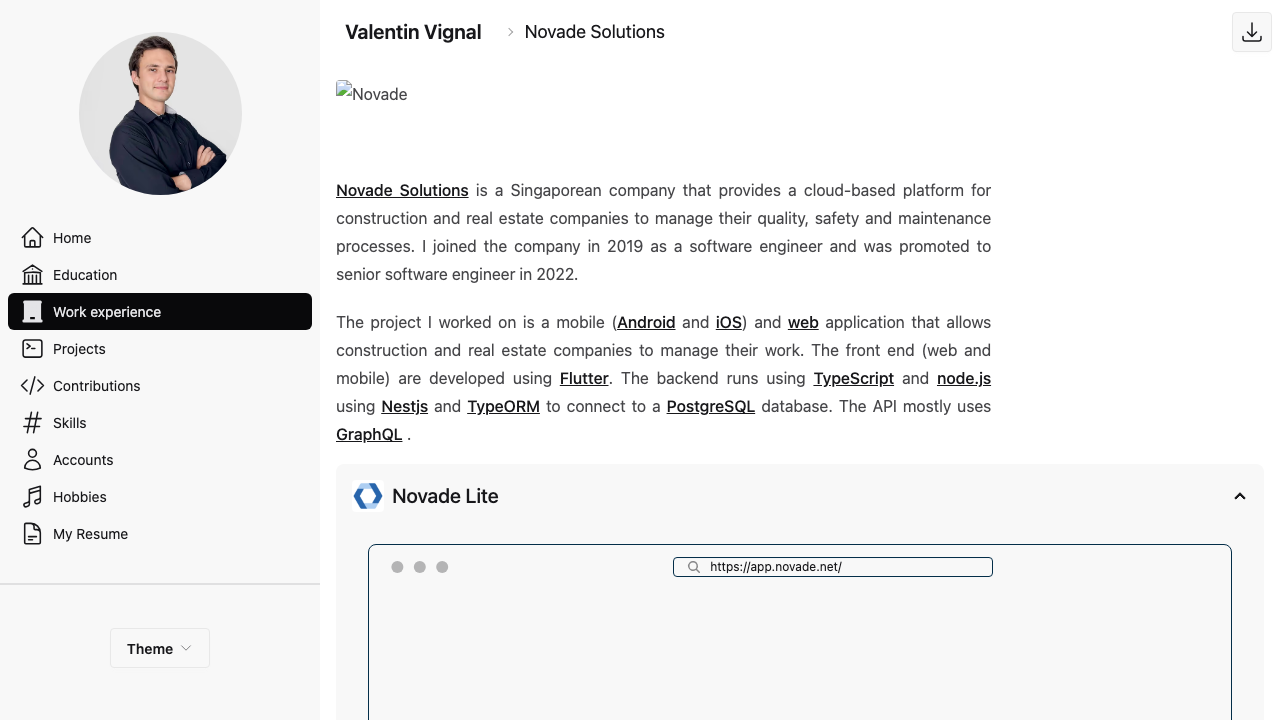 Valentin Vignal
Novade Solutions
Home
Education
Work experience
Projects
Contributions
Skills
Accounts
Hobbies
My Resume
Theme
Novade
Novade Solutions is a Singaporean company that provides a cloud-based platform for
construction and real estate companies to manage their quality, safety and maintenance
processes. I joined the company in 2019 as a software engineer and was promoted to
senior software engineer in 2022.
The project I worked on is a mobile (Android and iOS) and web application that allows
construction and real estate companies to manage their work. The front end (web and
mobile) are developed using Flutter. The backend runs using TypeScript and node.js
using Nestjs and TypeORM to connect to a PostgreSQL database. The API mostly uses
GraphQL .
Novade Lite
https://app.novade.net/